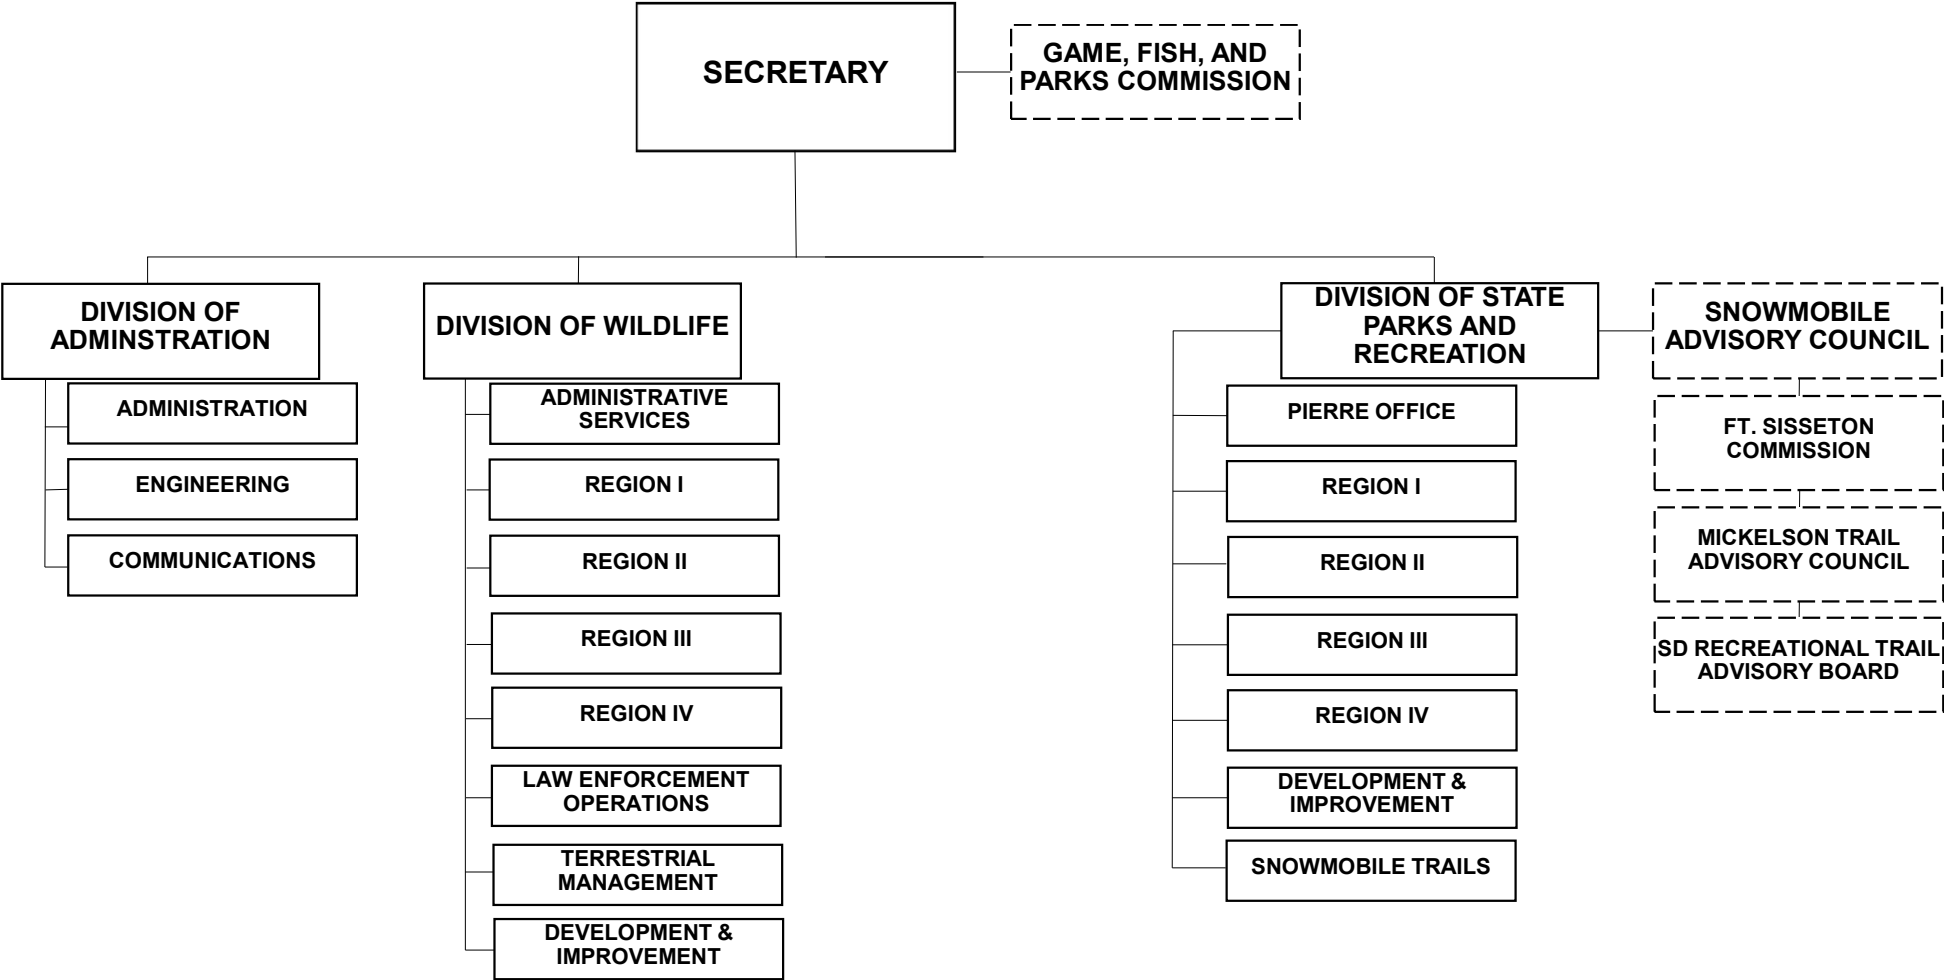 SECRETARY
GAME, FISH, AND
PARKS COMMISSION
DIVISION OF
ADMINSTRATION
ADMINISTRATION
ENGINEERING
COMMUNICATIONS
DIVISION OF WILDLIFE
ADMINISTRATIVE
SERVICES
REGION I
REGION II
REGION III
REGION IV
LAW ENFORCEMENT
OPERATIONS
TERRESTRIAL
MANAGEMENT
DEVELOPMENT &
IMPROVEMENT
DIVISION OF STATE
PARKS AND
RECREATION
PIERRE OFFICE
REGION I
REGION II
REGION III
REGION IV
DEVELOPMENT &
IMPROVEMENT
SNOWMOBILE TRAILS
SNOWMOBILE
ADVISORY COUNCIL
FT. SISSETON
COMMISSION
MICKELSON TRAIL
ADVISORY COUNCIL
SD RECREATIONAL TRAIL
ADVISORY BOARD